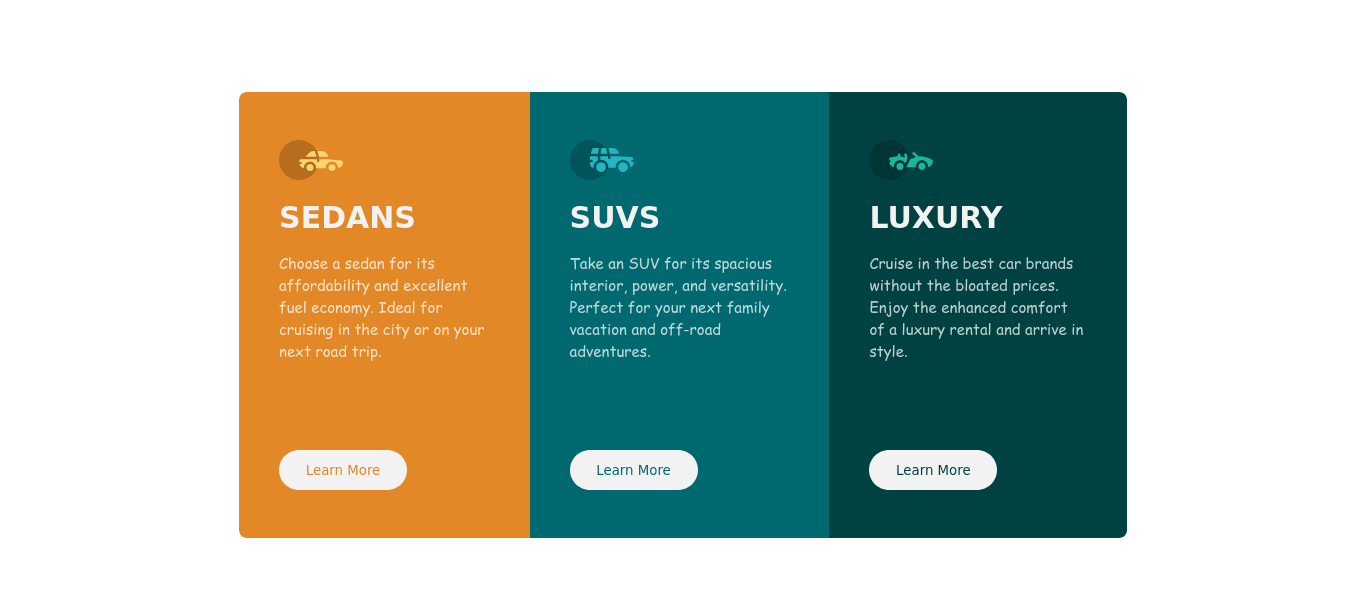 SEDANS
Choose a sedan for its
affordability and excellent
fuel economy. Ideal for
cruising in the city or on your
next road trip.
Learn More
SUVS
Take an SUV for its spacious
interior, power, and versatility.
Perfect for your next family
vacation and off-road
adventures.
Learn More
LUXURY
Cruise in the best car brands
without the bloated prices.
Enjoy the enhanced comfort
of a luxury rental and arrive in
style.
Learn More